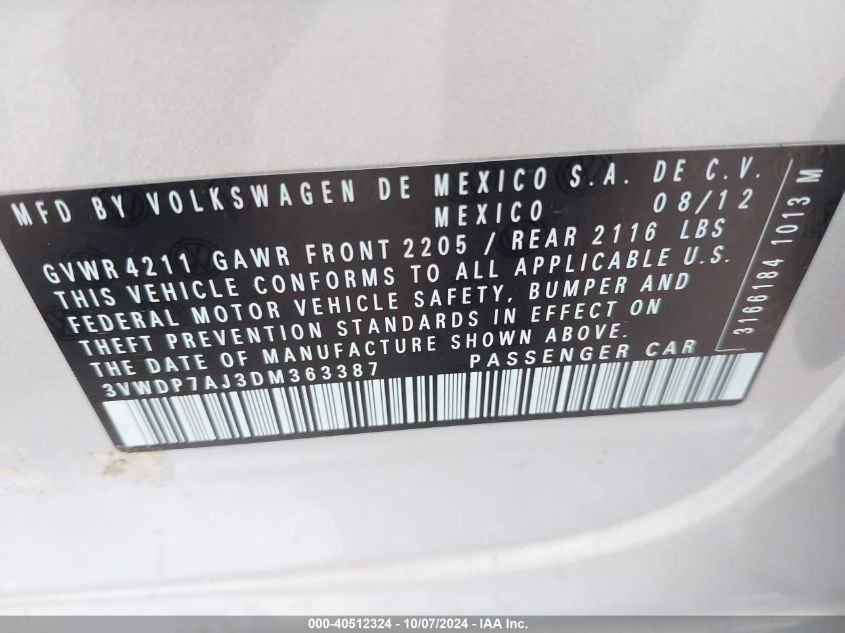 MFD BY VOLKSWAGEN DE MEXICO S.A. DE C.V.
MEXICO 08/12
GVWR 4211 GAWR FRONT 2205 / REAR 2116 LBS
THIS VEHICLE CONFORMS TO ALL APPLICABLE U.S.
FEDERAL MOTOR VEHICLE SAFETY, BUMPER AND
THEFT PREVENTION STANDARDS IN EFFECT ON
THE DATE OF MANUFACTURE SHOWN ABOVE.
3VWDP7AJ3DM363387 PASSENGER CAR
3166184 1013 M
000-40512324 - 10/07/2024 - IAA Inc.